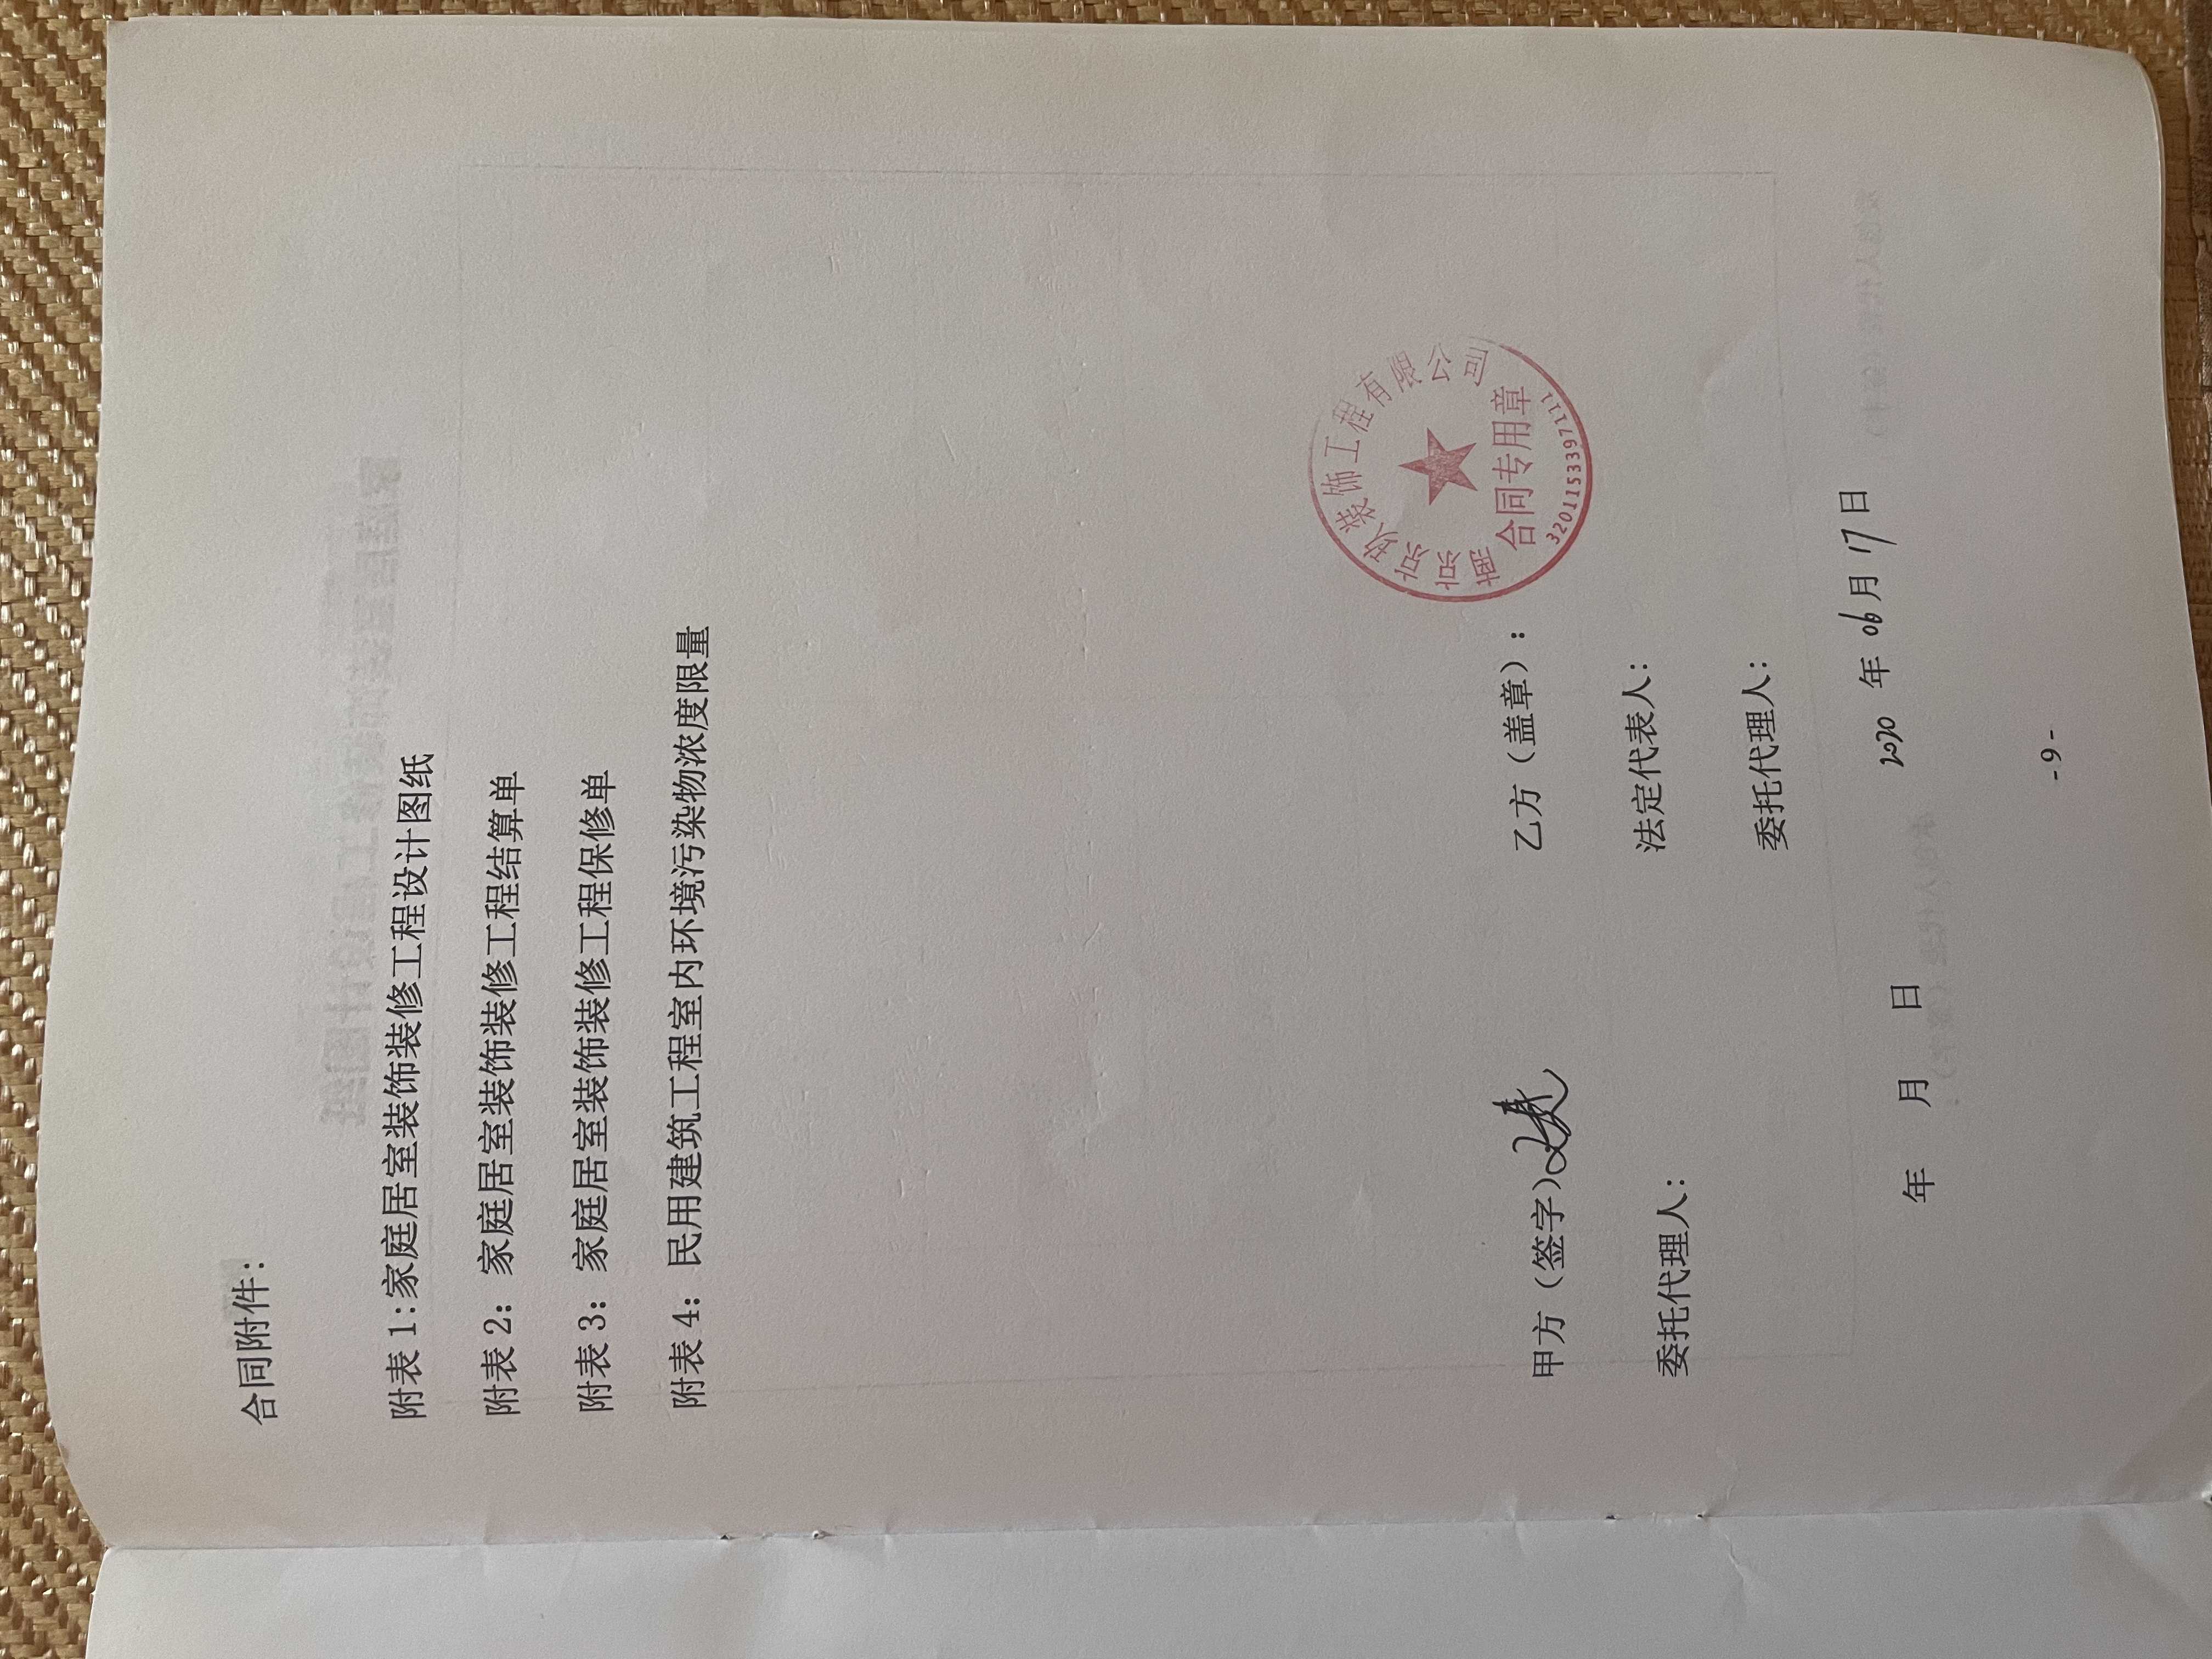 合同附件：
附表 1:家庭居室装饰装修工程设计图纸
附表 2： 家庭居室装饰装修工程结算单
附表 3： 家庭居室装饰装修工程保修单
附表 4： 民用建筑工程室内环境污染物浓度限量
甲方（签字） 乙方（盖章）：
玖装饰工程有限公司
合同专用章
3201153397111
委托代理人： 法定代表人：
委托代理人：
年 月 日 2020 年 06 月 17 日
-9-